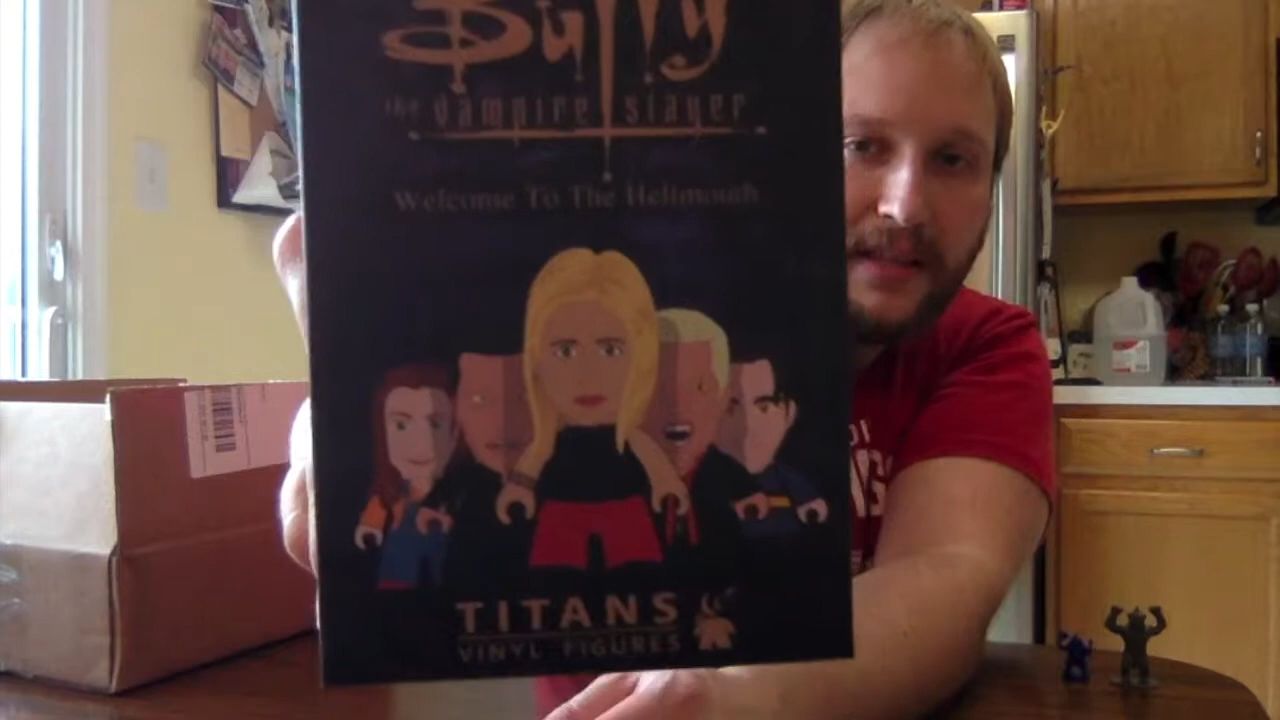 Buffy
the vampire slayer
Welcome To The Hellmouth
TITANS
VINYL FIGURES